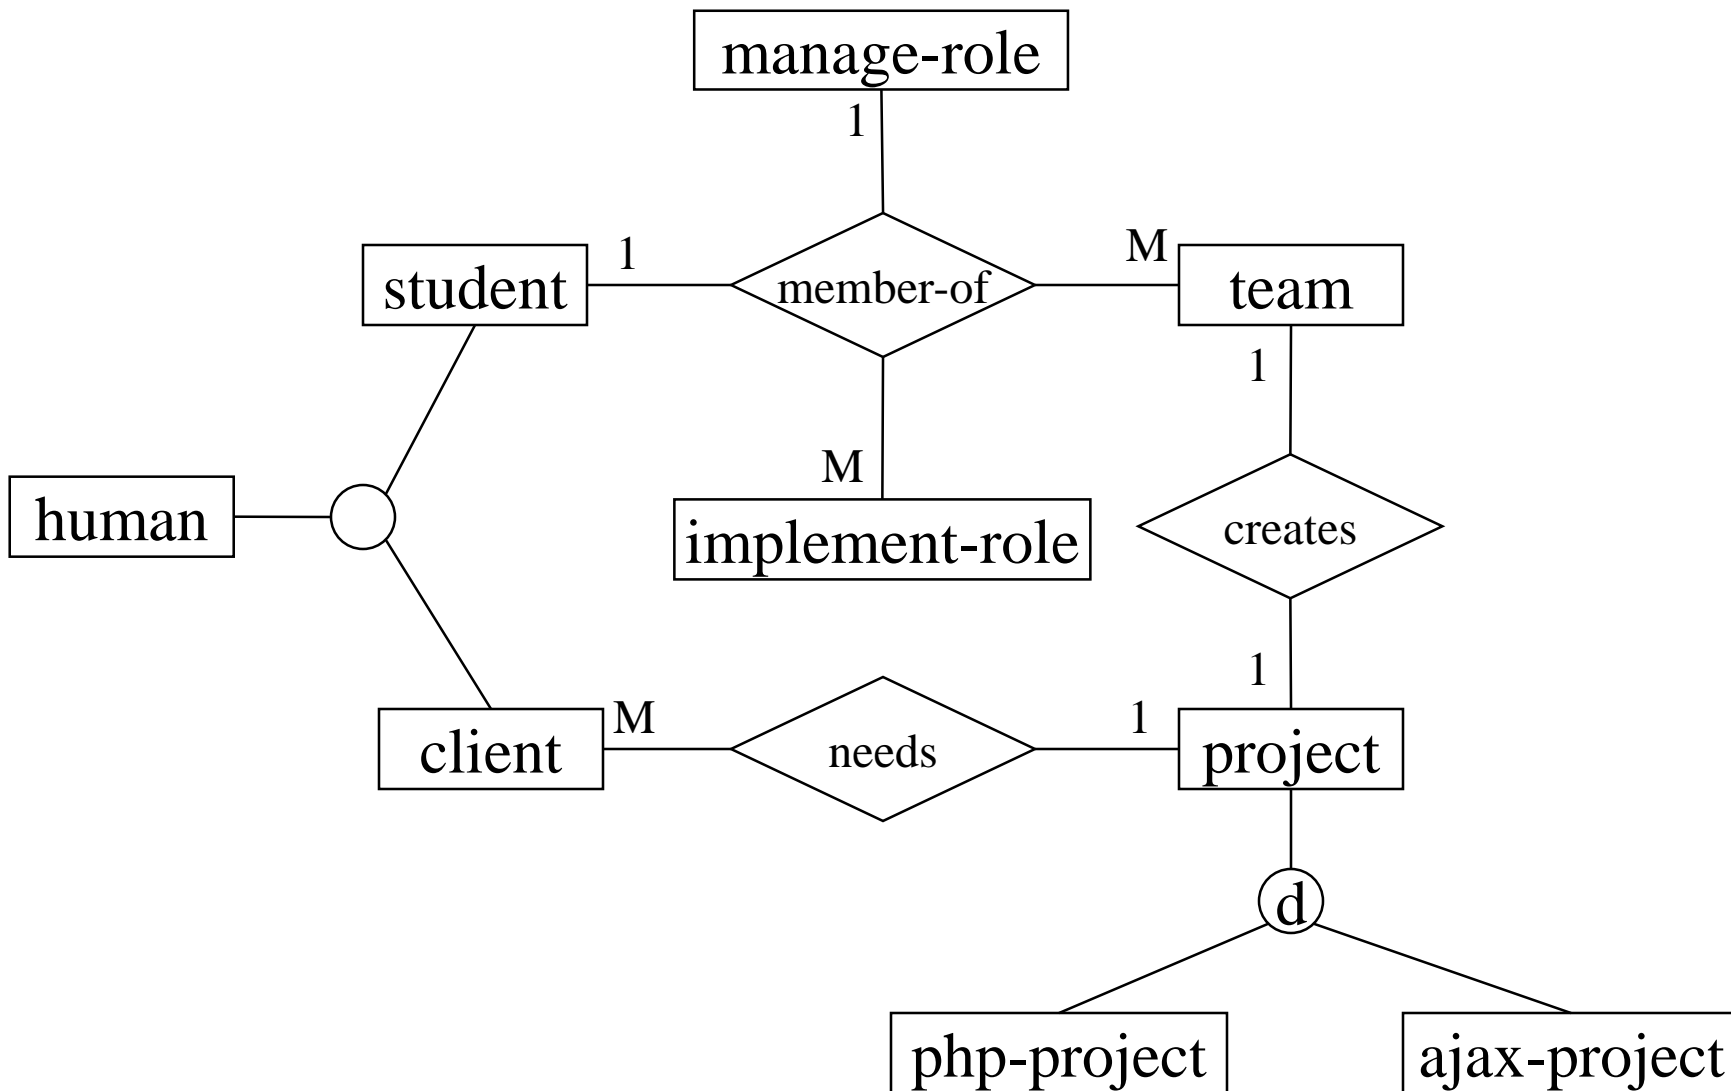 manage-role
1
student
1
member-of
M
team
1
M
human
implement-role
creates
1
client
M
needs
1
project
d
php-project
ajax-project